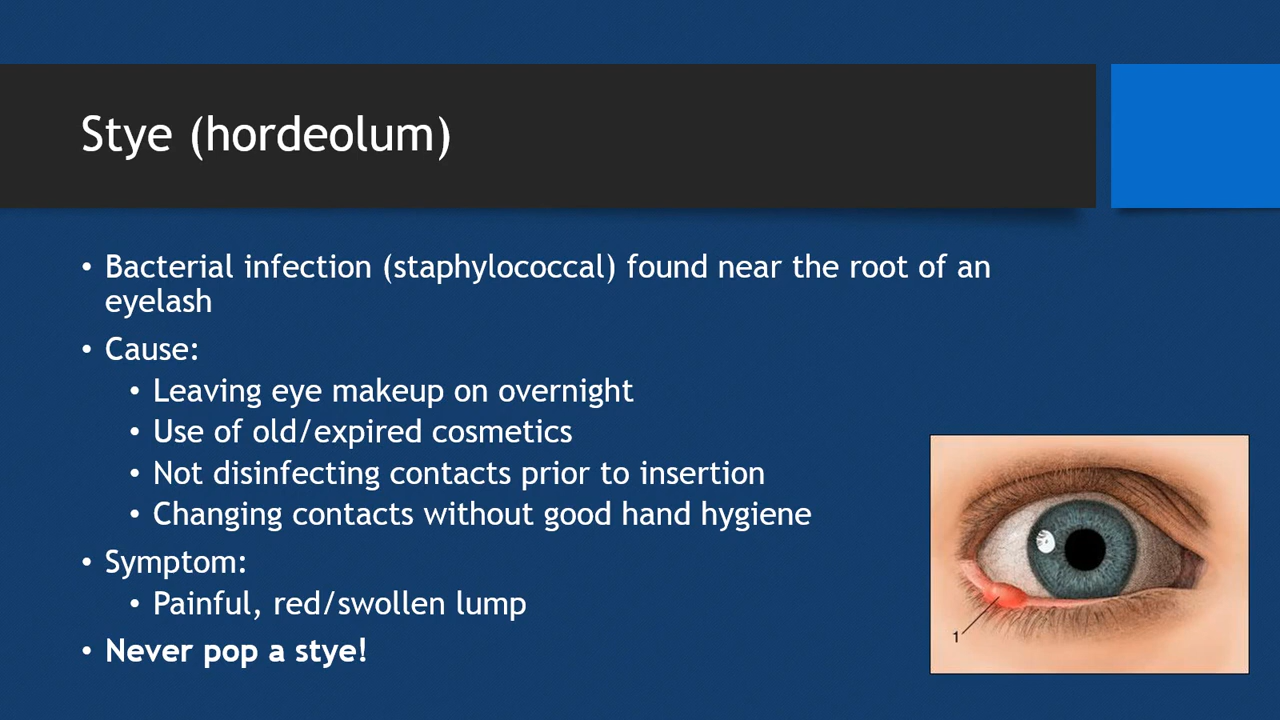 Stye (hordeolum)
• Bacterial infection (staphylococcal) found near the root of an
eyelash
• Cause:
• Leaving eye makeup on overnight
• Use of old/expired cosmetics
• Not disinfecting contacts prior to insertion
• Changing contacts without good hand hygiene
• Symptom:
• Painful, red/swollen lump
• Never pop a stye!
1